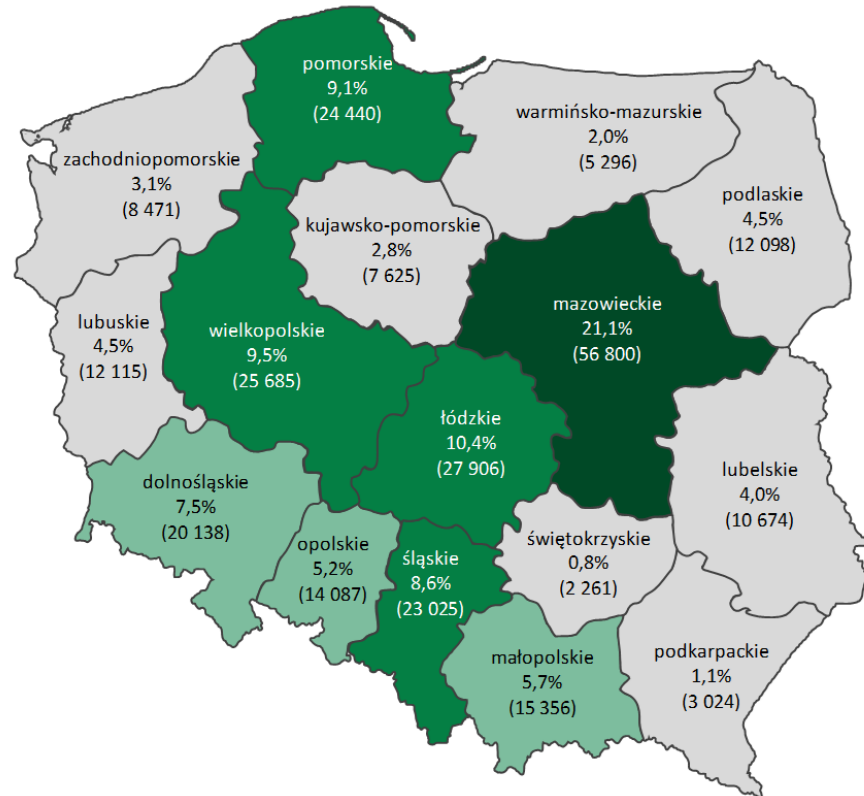 pomorskie
9,1%
(24 440)
warmińsko-mazurskie
2,0%
(5 296)
zachodniopomorskie
3,1%
(8 471)
podlaskie
4,5%
(12 098)
kujawsko-pomorskie
2,8%
(7 625)
mazowieckie
21,1%
(56 800)
lubuskie
4,5%
(12 115)
wielkopolskie
9,5%
(25 685)
łódzkie
10,4%
(27 906)
lubelskie
4,0%
(10 674)
dolnośląskie
7,5%
(20 138)
opolskie
5,2%
(14 087)
śląskie
8,6%
(23 025)
świętokrzyskie
0,8%
(2 261)
małopolskie
5,7%
(15 356)
podkarpackie
1,1%
(3 024)